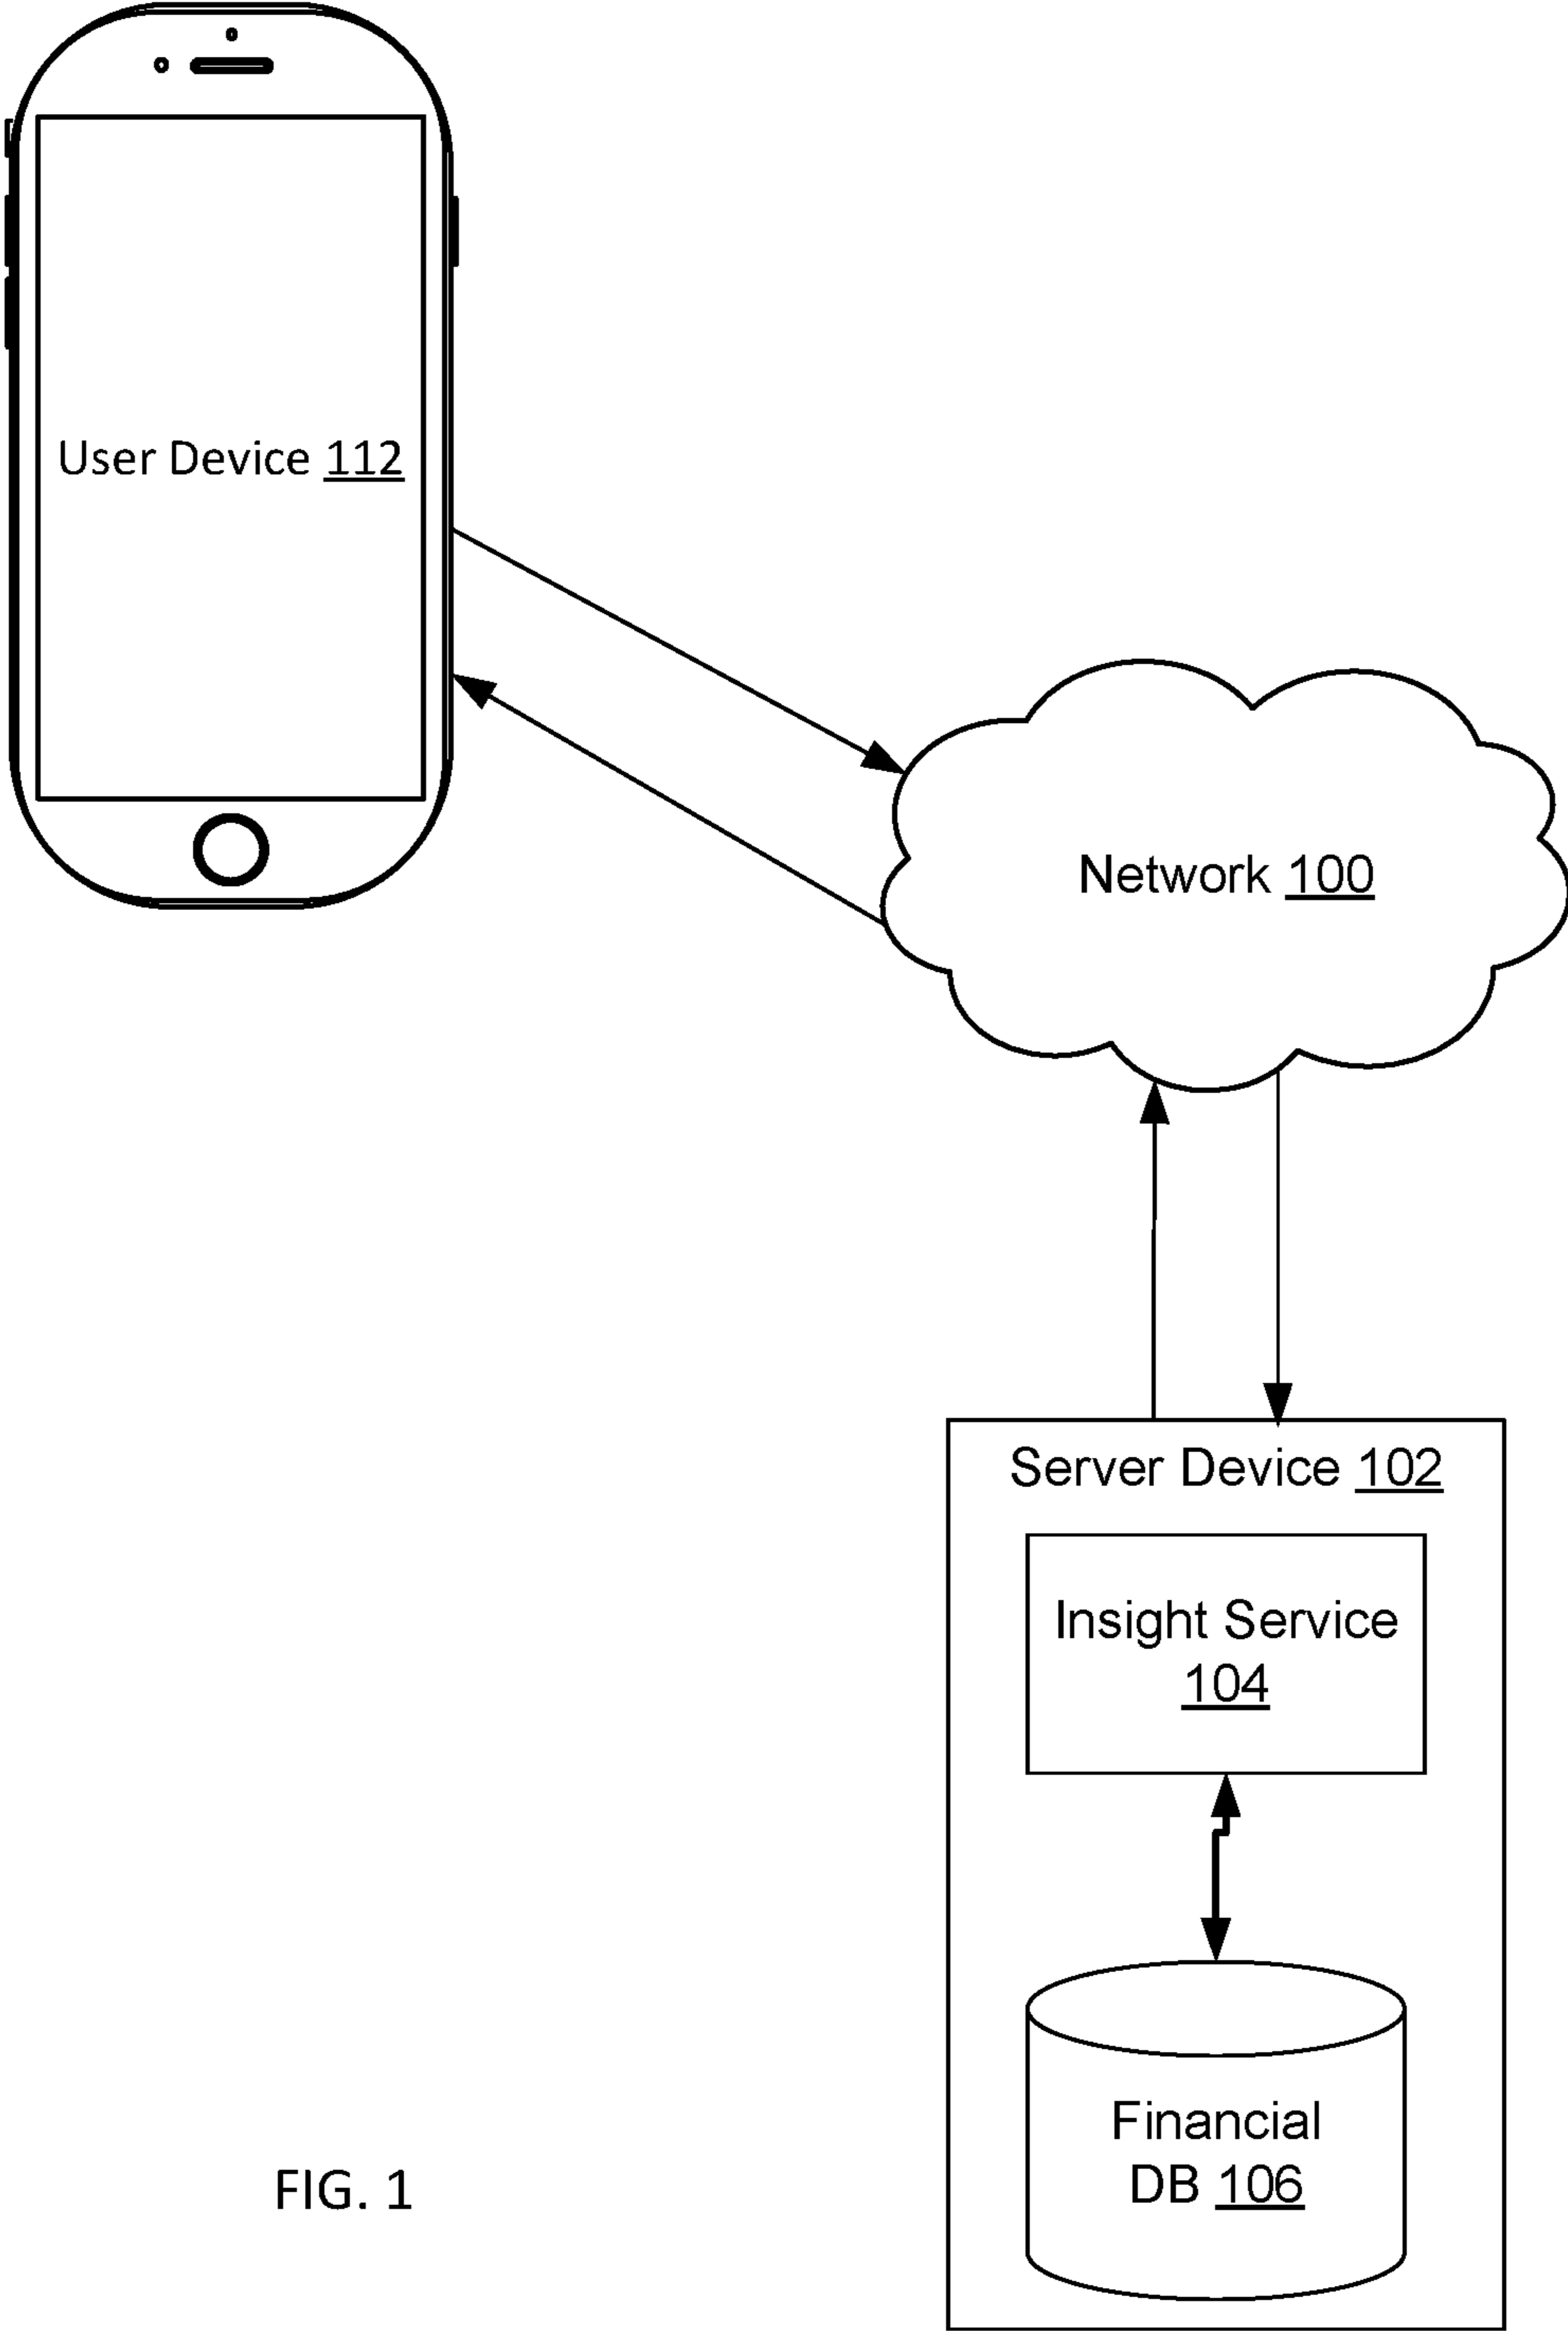 User Device 112
Network 100
Server Device 102
Insight Service
104
Financial
DB 106
FIG. 1